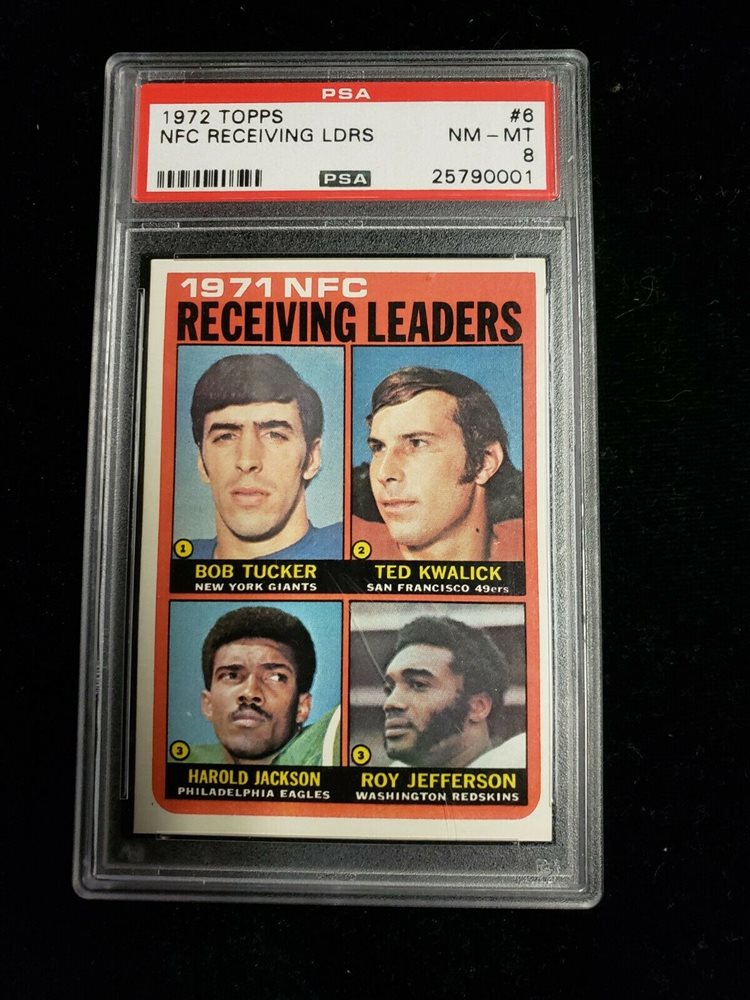 PSA
1972 TOPPS #6
NFC RECEIVING LDRS NM - MT
8
PSA 25790001
1971 NFC
RECEIVING LEADERS
1 2
BOB TUCKER TED KWALICK
NEW YORK GIANTS SAN FRANCISCO 49ers
3 3
HAROLD JACKSON ROY JEFFERSON
PHILADELPHIA EAGLES WASHINGTON REDSKINS